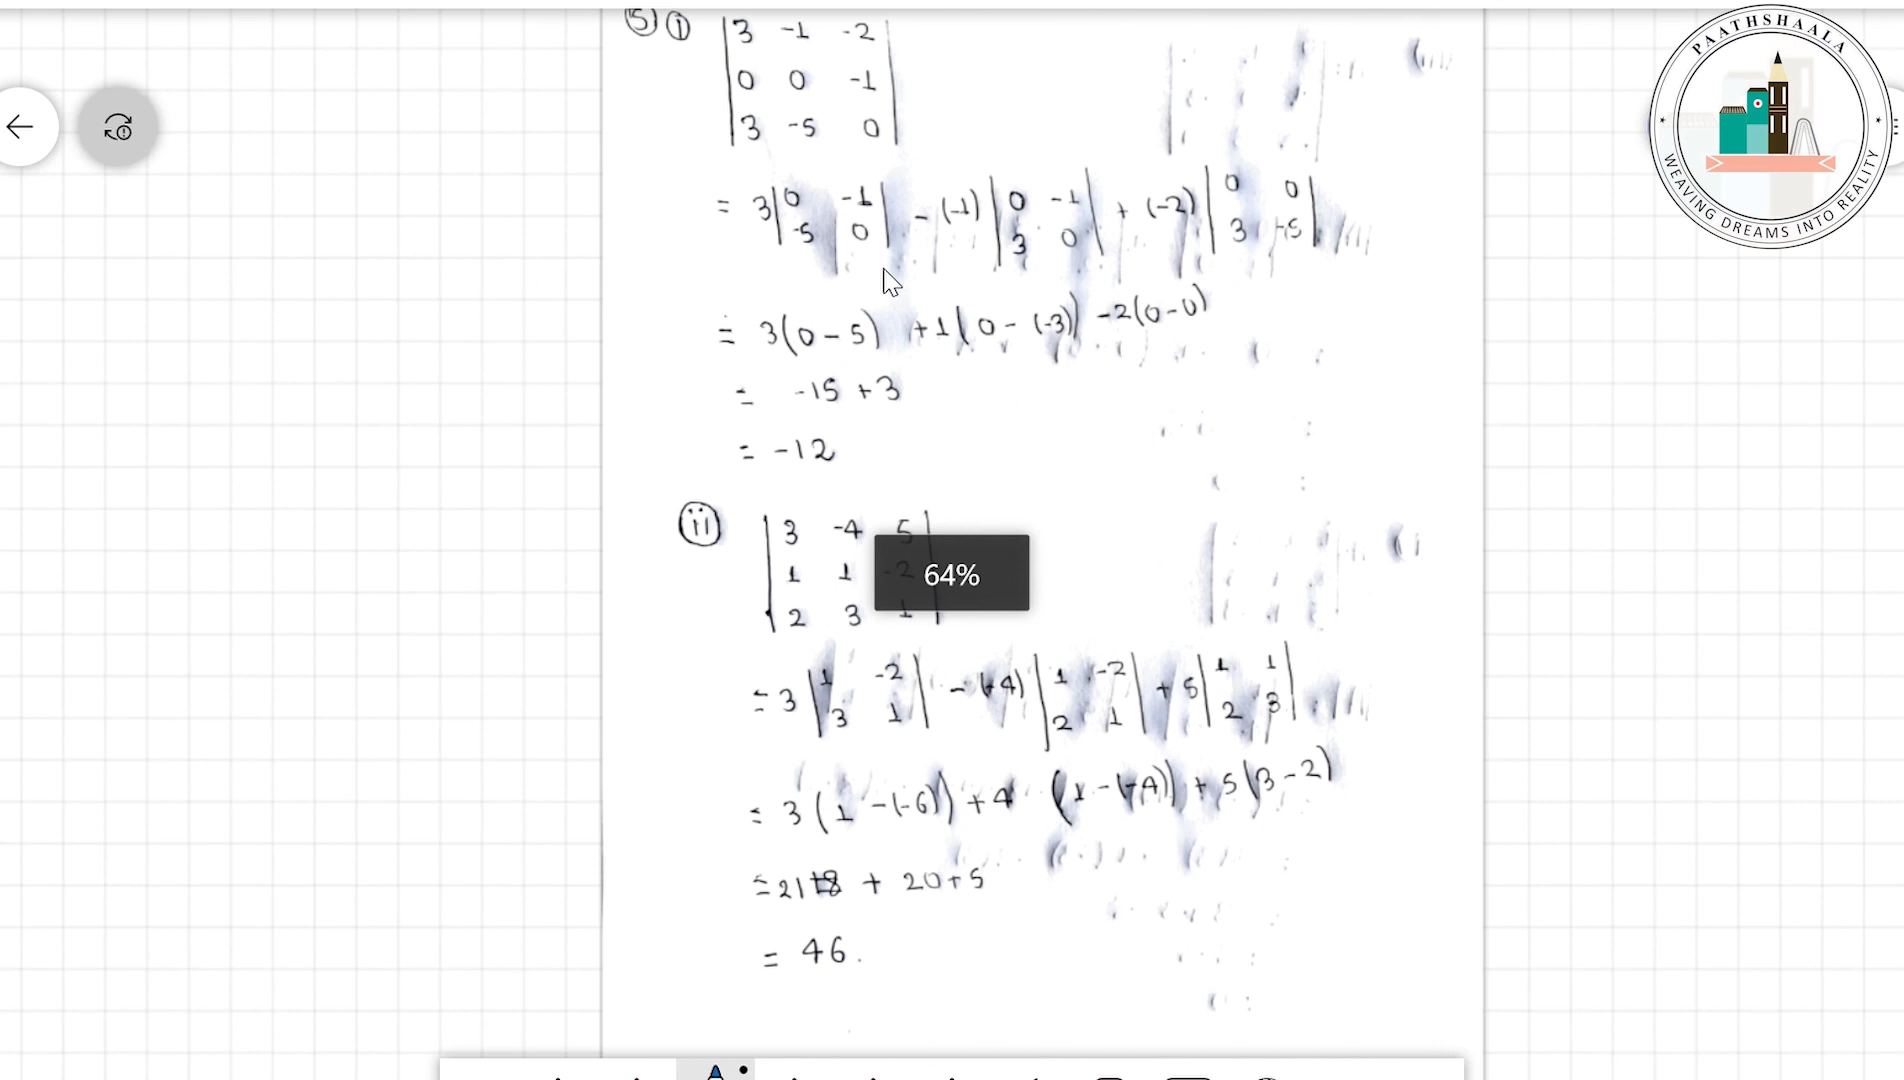 5) i) | 3 -1 -2 |
| 0 0 -1 |
| 3 -5 0 |
= 3 | 0 -1 | - (-1) | 0 -1 | + (-2) | 0 0 |
| -5 0 | | 3 0 | | 3 -5 |
= 3(0-5) +1(0-(-3)) -2(0-0)
= -15 +3
= -12
ii) | 3 -4 5 |
| 1 1 -2 |
| 2 3 1 |
= 3 | 1 -2 | - (-4) | 1 -2 | + 5 | 1 1 |
| 3 1 | | 2 1 | | 2 3 |
= 3(1-(-6)) +4 (1-(-4)) + 5(3-2)
= 21 + 20+5
= 46.
64%
PAATHSHAALA
WEAVING DREAMS INTO REALITY